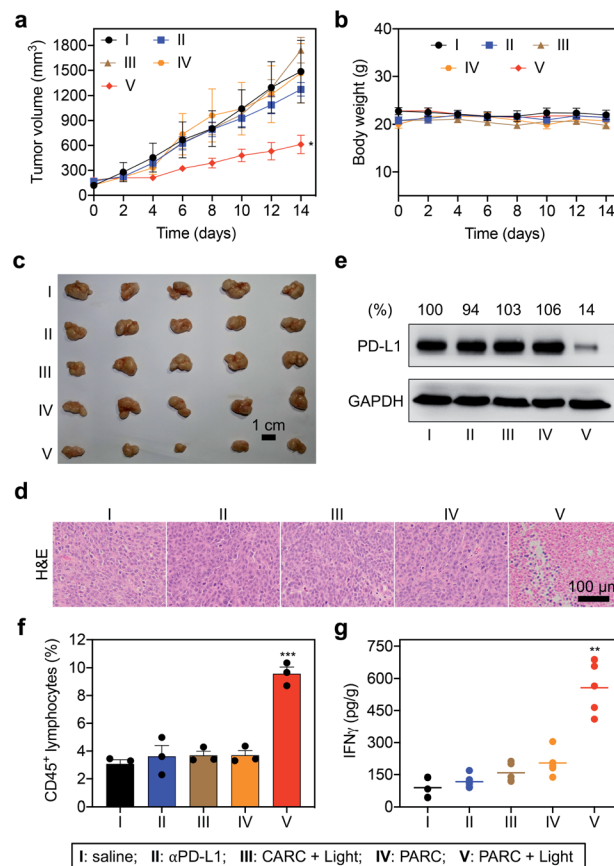 a
Tumor volume (mm³)
1800
1500
1200
900
600
300
0
I II
III IV
V
*
0 2 4 6 8 10 12 14
Time (days)
b
Body weight (g)
40
30
20
10
0
I II III
IV V
0 2 4 6 8 10 12 14
Time (days)
c
I
II
III
IV
V
1 cm
e
(%) 100 94 103 106 14
PD-L1
GAPDH
I II III IV V
d
I II III IV V
H&E
100 µm
f
CD45⁺ lymphocytes (%)
12
10
8
6
4
2
0
***
I II III IV V
g
IFNγ (pg/g)
750
600
450
300
150
0
**
I II III IV V
I: saline; II: αPD-L1; III: CARC + Light; IV: PARC; V: PARC + Light